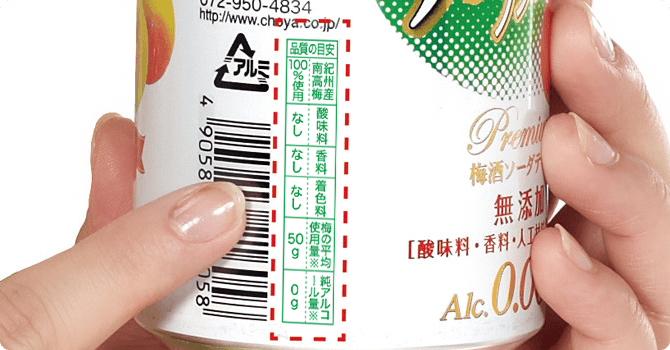 072-950-4834
http://www.choya.co.jp/
アルミ
品質の目安
紀州産南高梅 100%使用
酸味料 なし
香料 なし
着色料 なし
梅の平均使用量※ 50g
純アルコール量※ 0g
4 9058
058
Premiu
梅酒ソーダテ
無添加
[酸味料・香料・人工
Alc.0.0